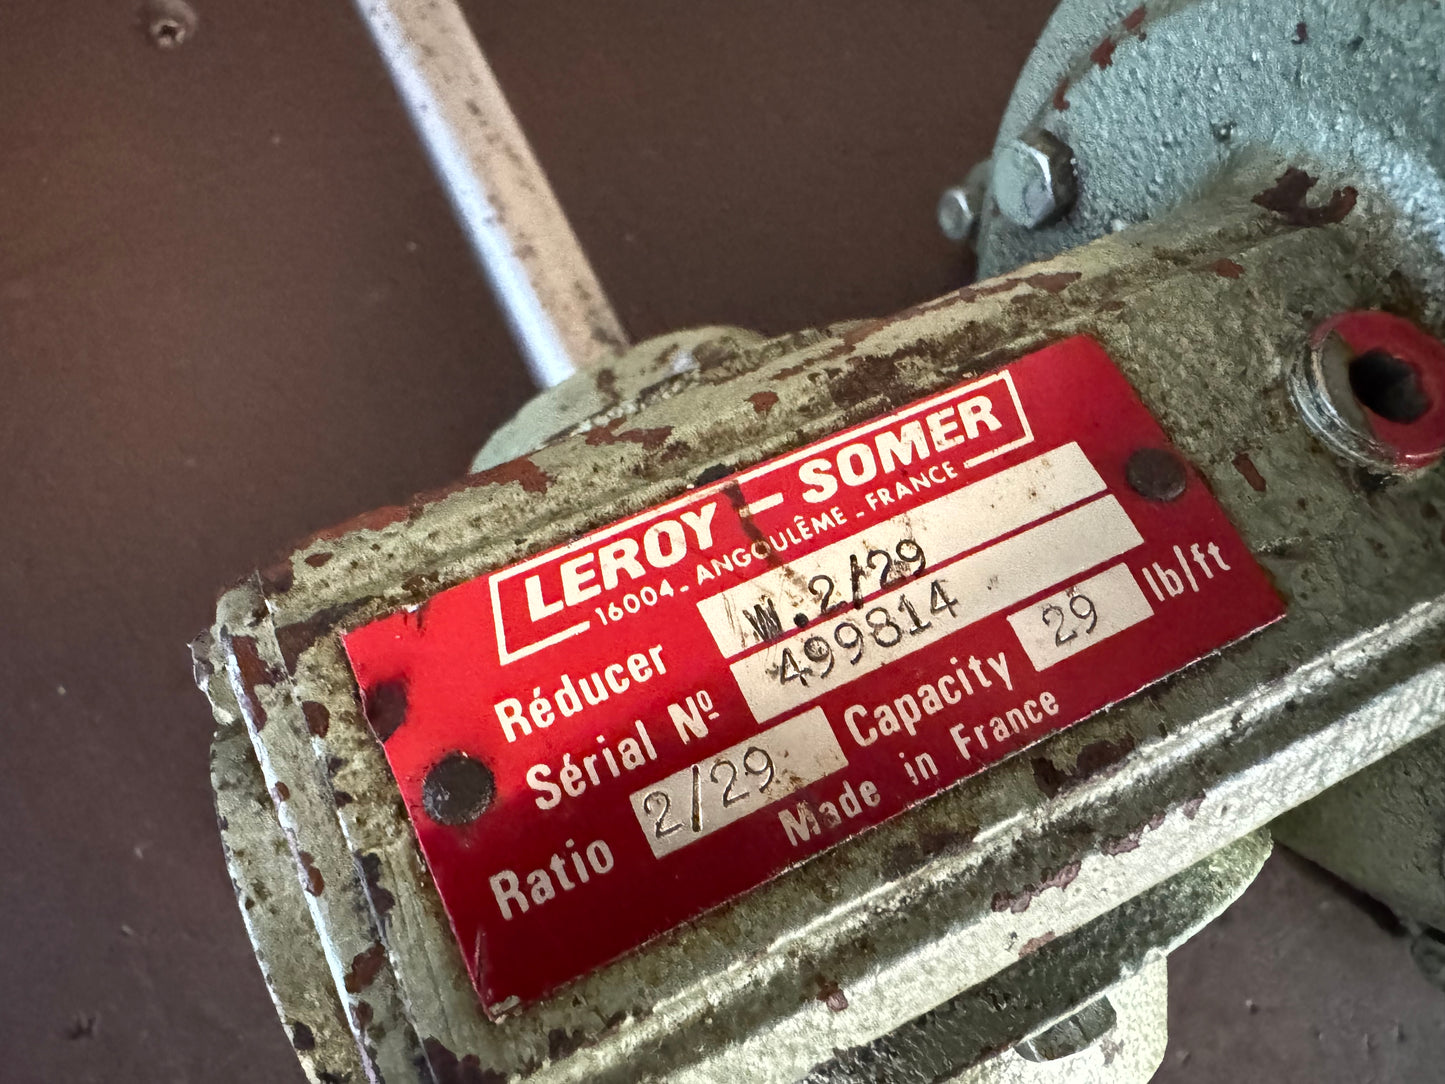 LEROY-SOMER
16004-ANGOULÊME-FRANCE
Réducer W.2/29
Sérial Nº 499814
Ratio 2/29 Capacity 29 lb/ft
Made in France